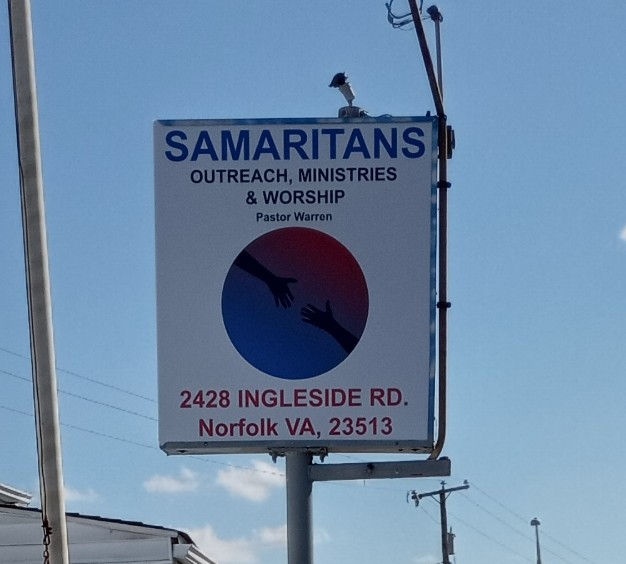 SAMARITANS
OUTREACH, MINISTRIES
& WORSHIP
Pastor Warren
2428 INGLESIDE RD.
Norfolk VA, 23513